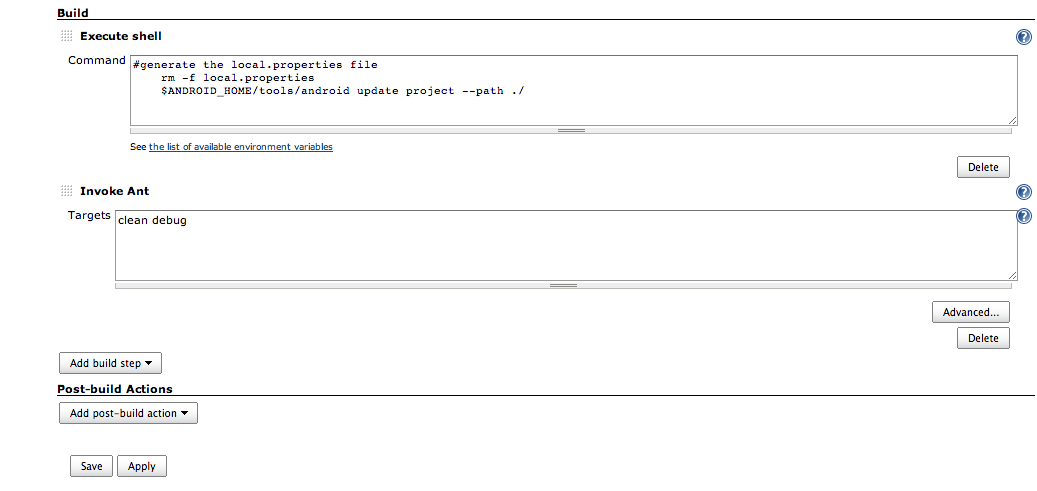 Build
Execute shell
Command
#generate the local.properties file
rm -f local.properties
$ANDROID_HOME/tools/android update project --path ./
See the list of available environment variables
Delete
Invoke Ant
Targets
clean debug
Advanced...
Delete
Add build step
Post-build Actions
Add post-build action
Save Apply